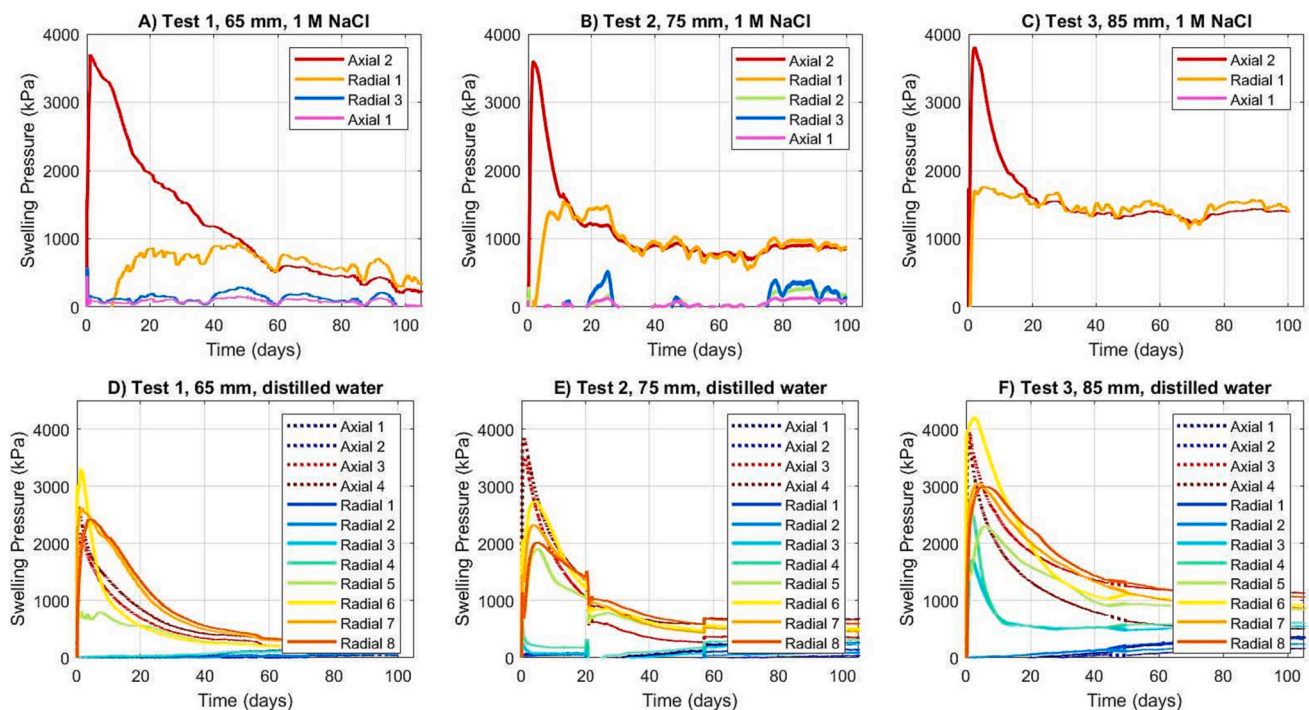 A) Test 1, 65 mm, 1 M NaCl
Swelling Pressure (kPa)
4000
3000
2000
1000
0
0 20 40 60 80 100
Time (days)
Axial 2
Radial 1
Radial 3
Axial 1
B) Test 2, 75 mm, 1 M NaCl
Swelling Pressure (kPa)
4000
3000
2000
1000
0
0 20 40 60 80 100
Time (days)
Axial 2
Radial 1
Radial 2
Radial 3
Axial 1
C) Test 3, 85 mm, 1 M NaCl
Swelling Pressure (kPa)
4000
3000
2000
1000
0
0 20 40 60 80 100
Time (days)
Axial 2
Radial 1
Axial 1
D) Test 1, 65 mm, distilled water
Swelling Pressure (kPa)
4000
3000
2000
1000
0
0 20 40 60 80 100
Time (days)
Axial 1
Axial 2
Axial 3
Axial 4
Radial 1
Radial 2
Radial 3
Radial 4
Radial 5
Radial 6
Radial 7
Radial 8
E) Test 2, 75 mm, distilled water
Swelling Pressure (kPa)
4000
3000
2000
1000
0
0 20 40 60 80 100
Time (days)
Axial 1
Axial 2
Axial 3
Axial 4
Radial 1
Radial 2
Radial 3
Radial 4
Radial 5
Radial 6
Radial 7
Radial 8
F) Test 3, 85 mm, distilled water
Swelling Pressure (kPa)
4000
3000
2000
1000
0
0 20 40 60 80 100
Time (days)
Axial 1
Axial 2
Axial 3
Axial 4
Radial 1
Radial 2
Radial 3
Radial 4
Radial 5
Radial 6
Radial 7
Radial 8